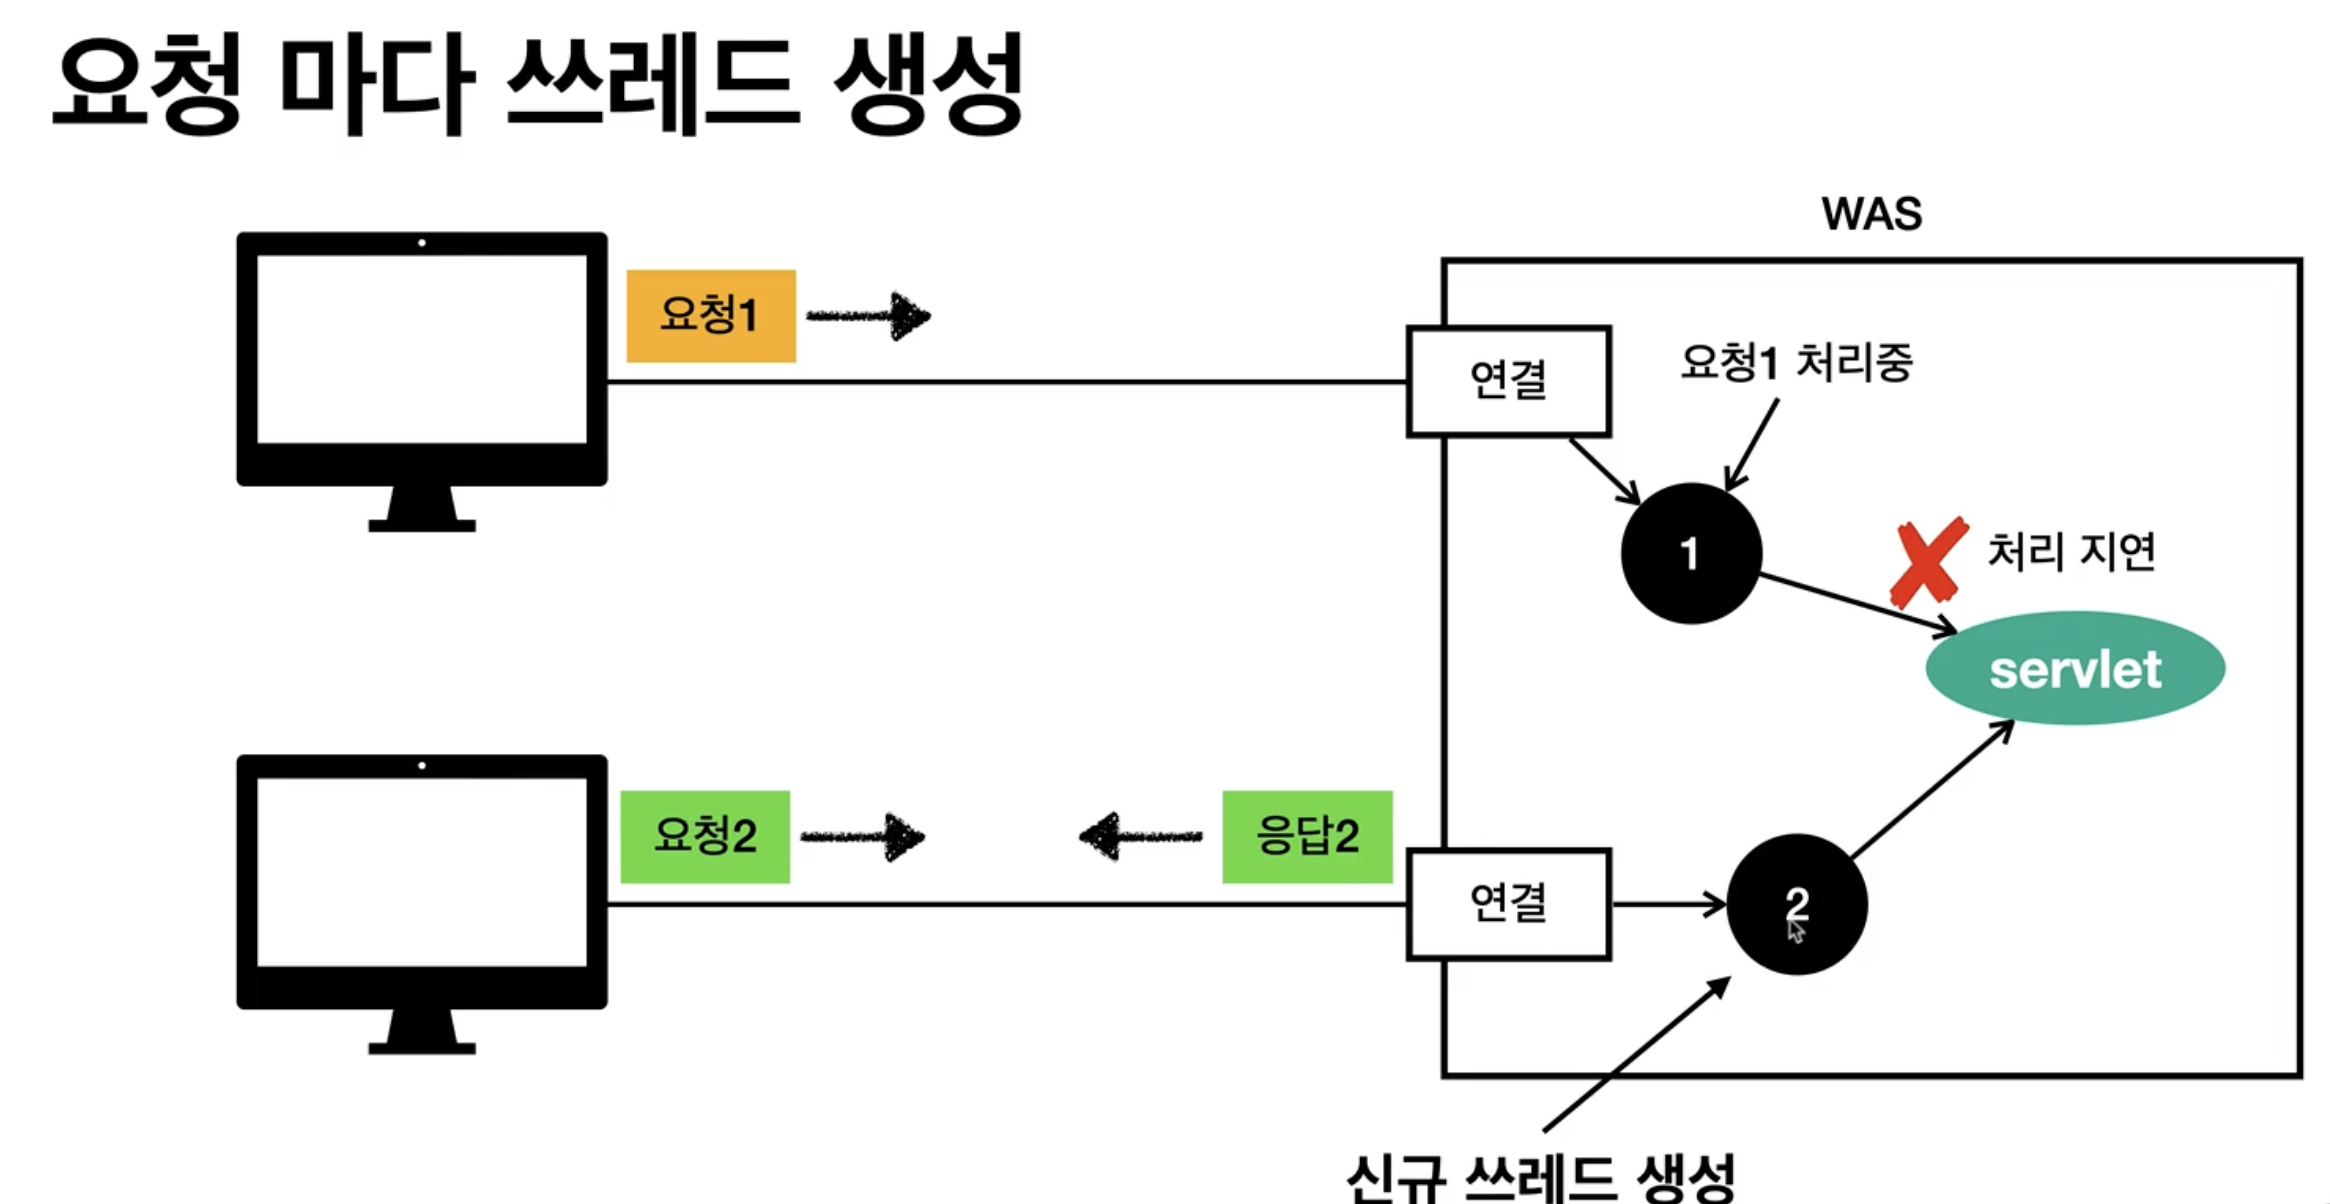 요청 마다 쓰레드 생성
WAS
요청1
연결
요청1 처리중
1
처리 지연
servlet
요청2
응답2
연결
2
신규 쓰레드 생성